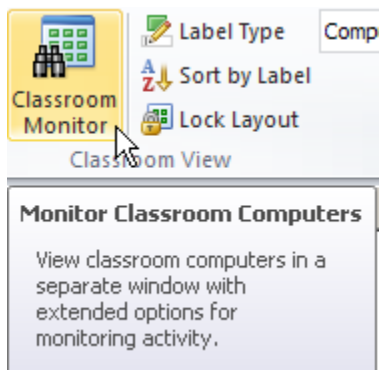 Classroom
Monitor
Label Type
Sort by Label
Lock Layout
Classroom View
Monitor Classroom Computers
View classroom computers in a
separate window with
extended options for
monitoring activity.